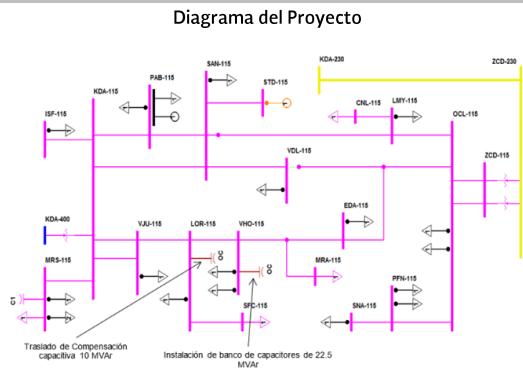 Diagrama del Proyecto
SAN-115
KDA-230
ZCD-230
PAB-115
STD-115
KDA-115
CNL-115
LMY-115
ISF-115
OCL-115
VDL-115
ZCD-115
EDA-115
KDA-400
VJU-115
LOR-115
VHO-115
MRS-115
OC
OC
MRA-115
PFN-115
C1
SFC-115
SNA-115
Traslado de Compensación
capacitiva 10 MVAr
Instalación de banco de capacitores de 22.5
MVAr